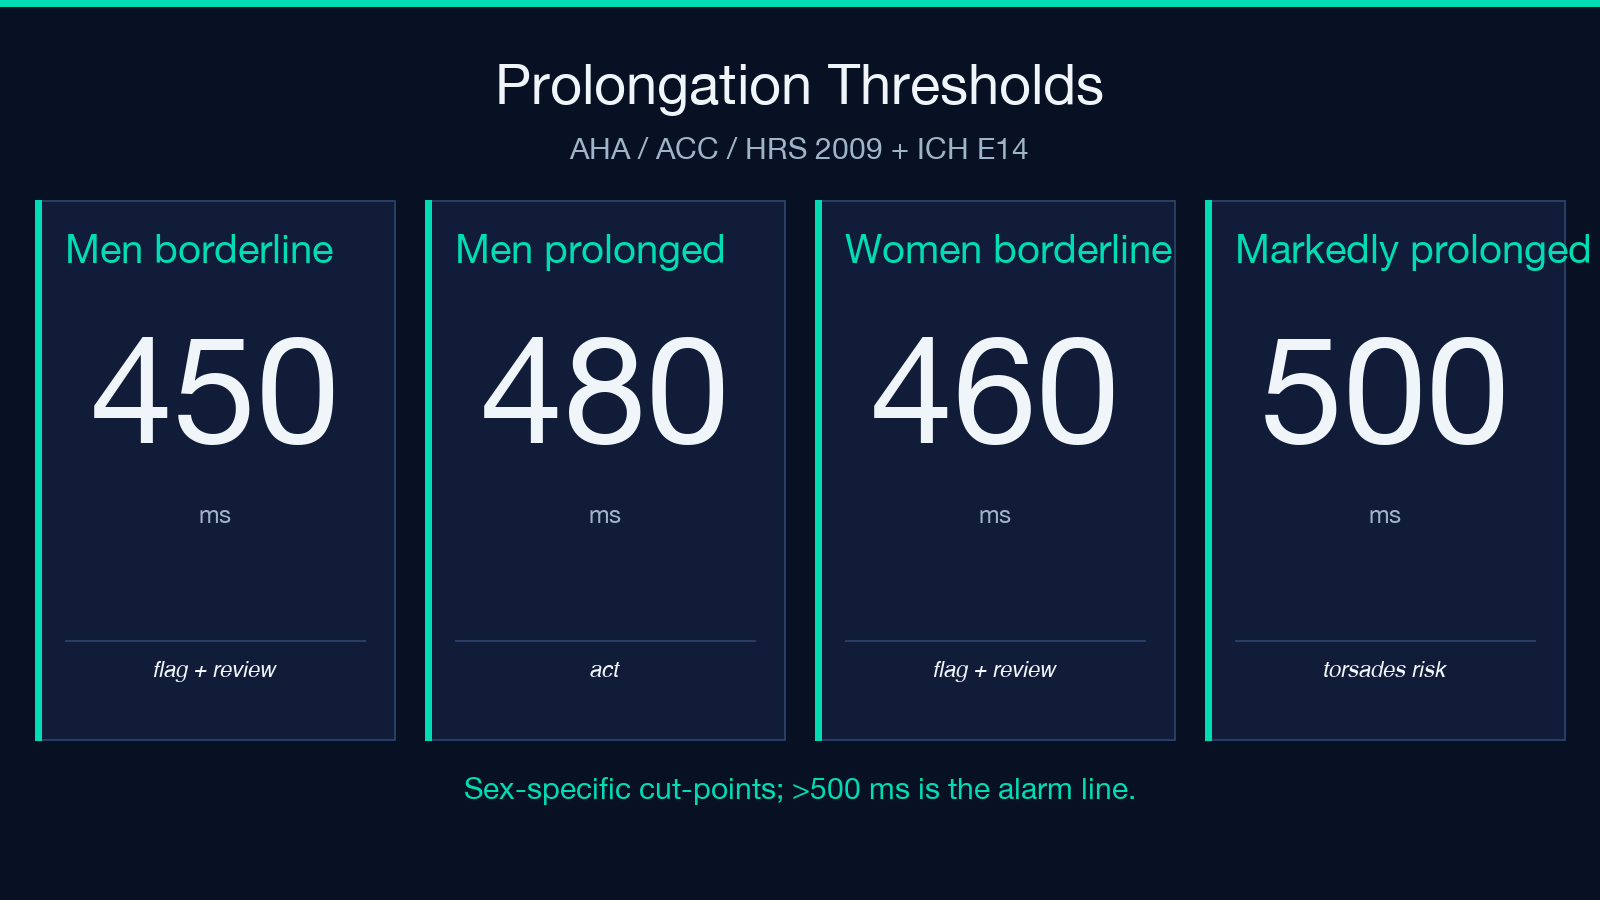 Prolongation Thresholds
AHA / ACC / HRS 2009 + ICH E14
Men borderline
450
ms
flag + review
Men prolonged
480
ms
act
Women borderline
460
ms
flag + review
Markedly prolonged
500
ms
torsades risk
Sex-specific cut-points; >500 ms is the alarm line.